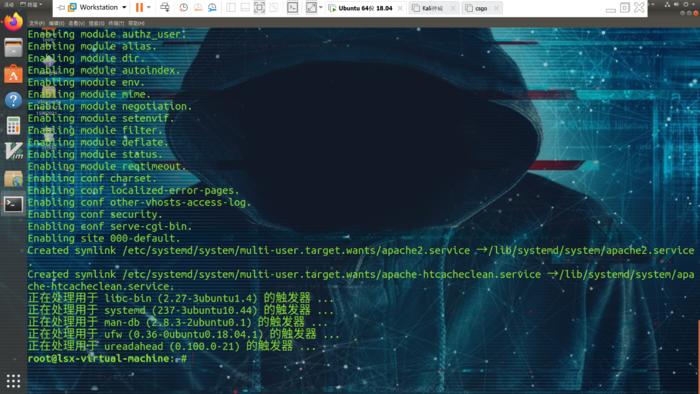 Workstation
Ubuntu 64位 18.04
Kali
csgo
Enabling module authz_user.
Enabling module alias.
Enabling module dir.
Enabling module autoindex.
Enabling module env.
Enabling module mime.
Enabling module negotiation.
Enabling module setenvif.
Enabling module filter.
Enabling module deflate.
Enabling module status.
Enabling module reqtimeout.
Enabling conf charset.
Enabling conf localized-error-pages.
Enabling conf other-vhosts-access-log.
Enabling conf security.
Enabling conf serve-cgi-bin.
Enabling site 000-default.
Created symlink /etc/systemd/system/multi-user.target.wants/apache2.service →/lib/systemd/system/apache2.service
.
Created symlink /etc/systemd/system/multi-user.target.wants/apache-htcacheclean.service →/lib/systemd/system/apa
che-htcacheclean.service.
正在处理用于 libc-bin (2.27-3ubuntu1.4) 的触发器 ...
正在处理用于 systemd (237-3ubuntu10.44) 的触发器 ...
正在处理用于 man-db (2.8.3-2ubuntu0.1) 的触发器 ...
正在处理用于 ufw (0.36-0ubuntu0.18.04.1) 的触发器 ...
正在处理用于 ureadahead (0.100.0-21) 的触发器 ...
root@lsx-virtual-machine:~#